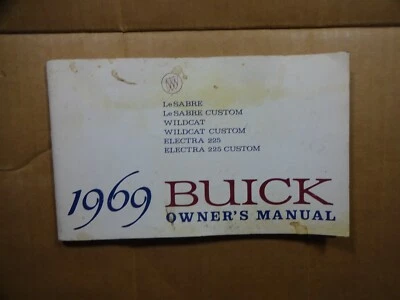 LeSABRE
LeSABRE CUSTOM
WILDCAT
WILDCAT CUSTOM
ELECTRA 225
ELECTRA 225 CUSTOM
1969 BUICK
OWNER'S MANUAL